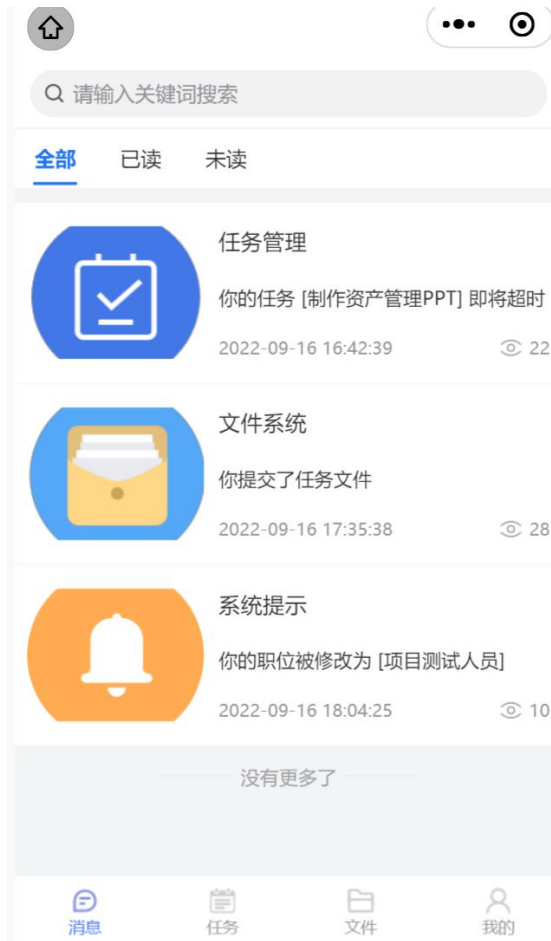 请输入关键词搜索
全部 已读 未读
任务管理
你的任务 [制作资产管理PPT] 即将超时
2022-09-16 16:42:39 22
文件系统
你提交了任务文件
2022-09-16 17:35:38 28
系统提示
你的职位被修改为 [项目测试人员]
2022-09-16 18:04:25 10
没有更多了
消息 任务 文件 我的